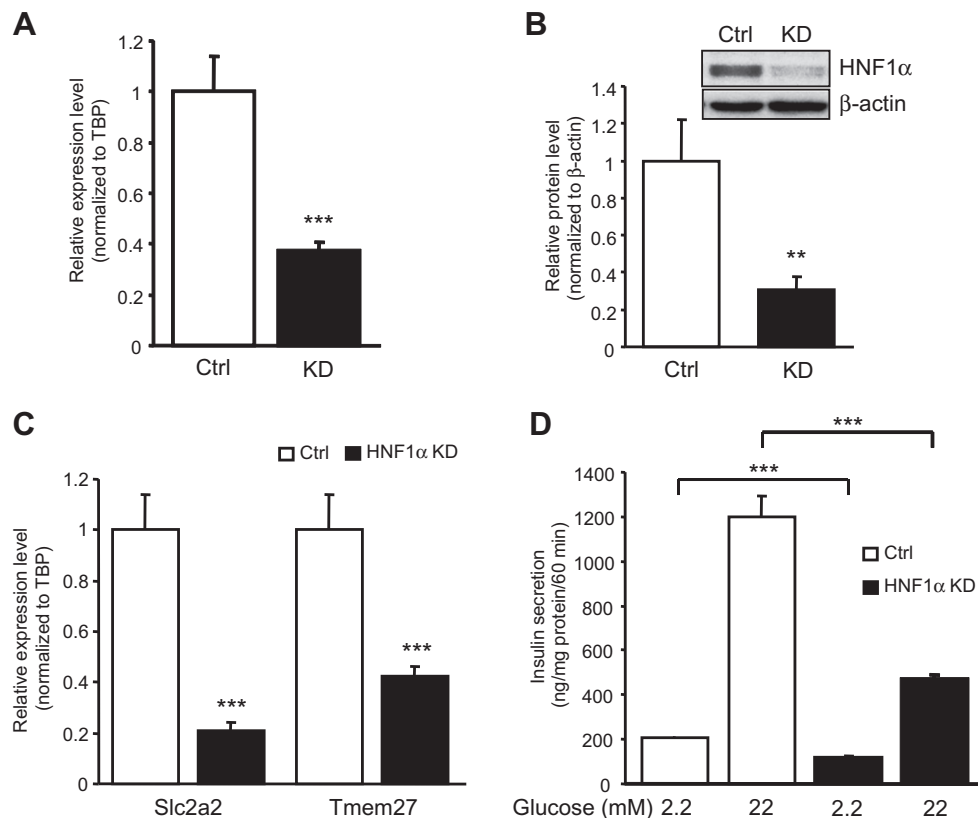 A
Relative expression level
(normalized to TBP)
1.2
1
0.8
0.6
0.4
0.2
0
***
Ctrl KD
B
Ctrl KD
HNF1α
β-actin
Relative protein level
(normalized to β-actin)
1.4
1.2
1
0.8
0.6
0.4
0.2
0
**
Ctrl KD
C
Ctrl HNF1α KD
Relative expression level
(normalized to TBP)
1.2
1
0.8
0.6
0.4
0.2
0
***
***
Slc2a2 Tmem27
D
***
***
Insulin secretion
(ng/mg protein/60 min)
1400
1200
1000
800
600
400
200
0
Ctrl
HNF1α KD
Glucose (mM) 2.2 22 2.2 22